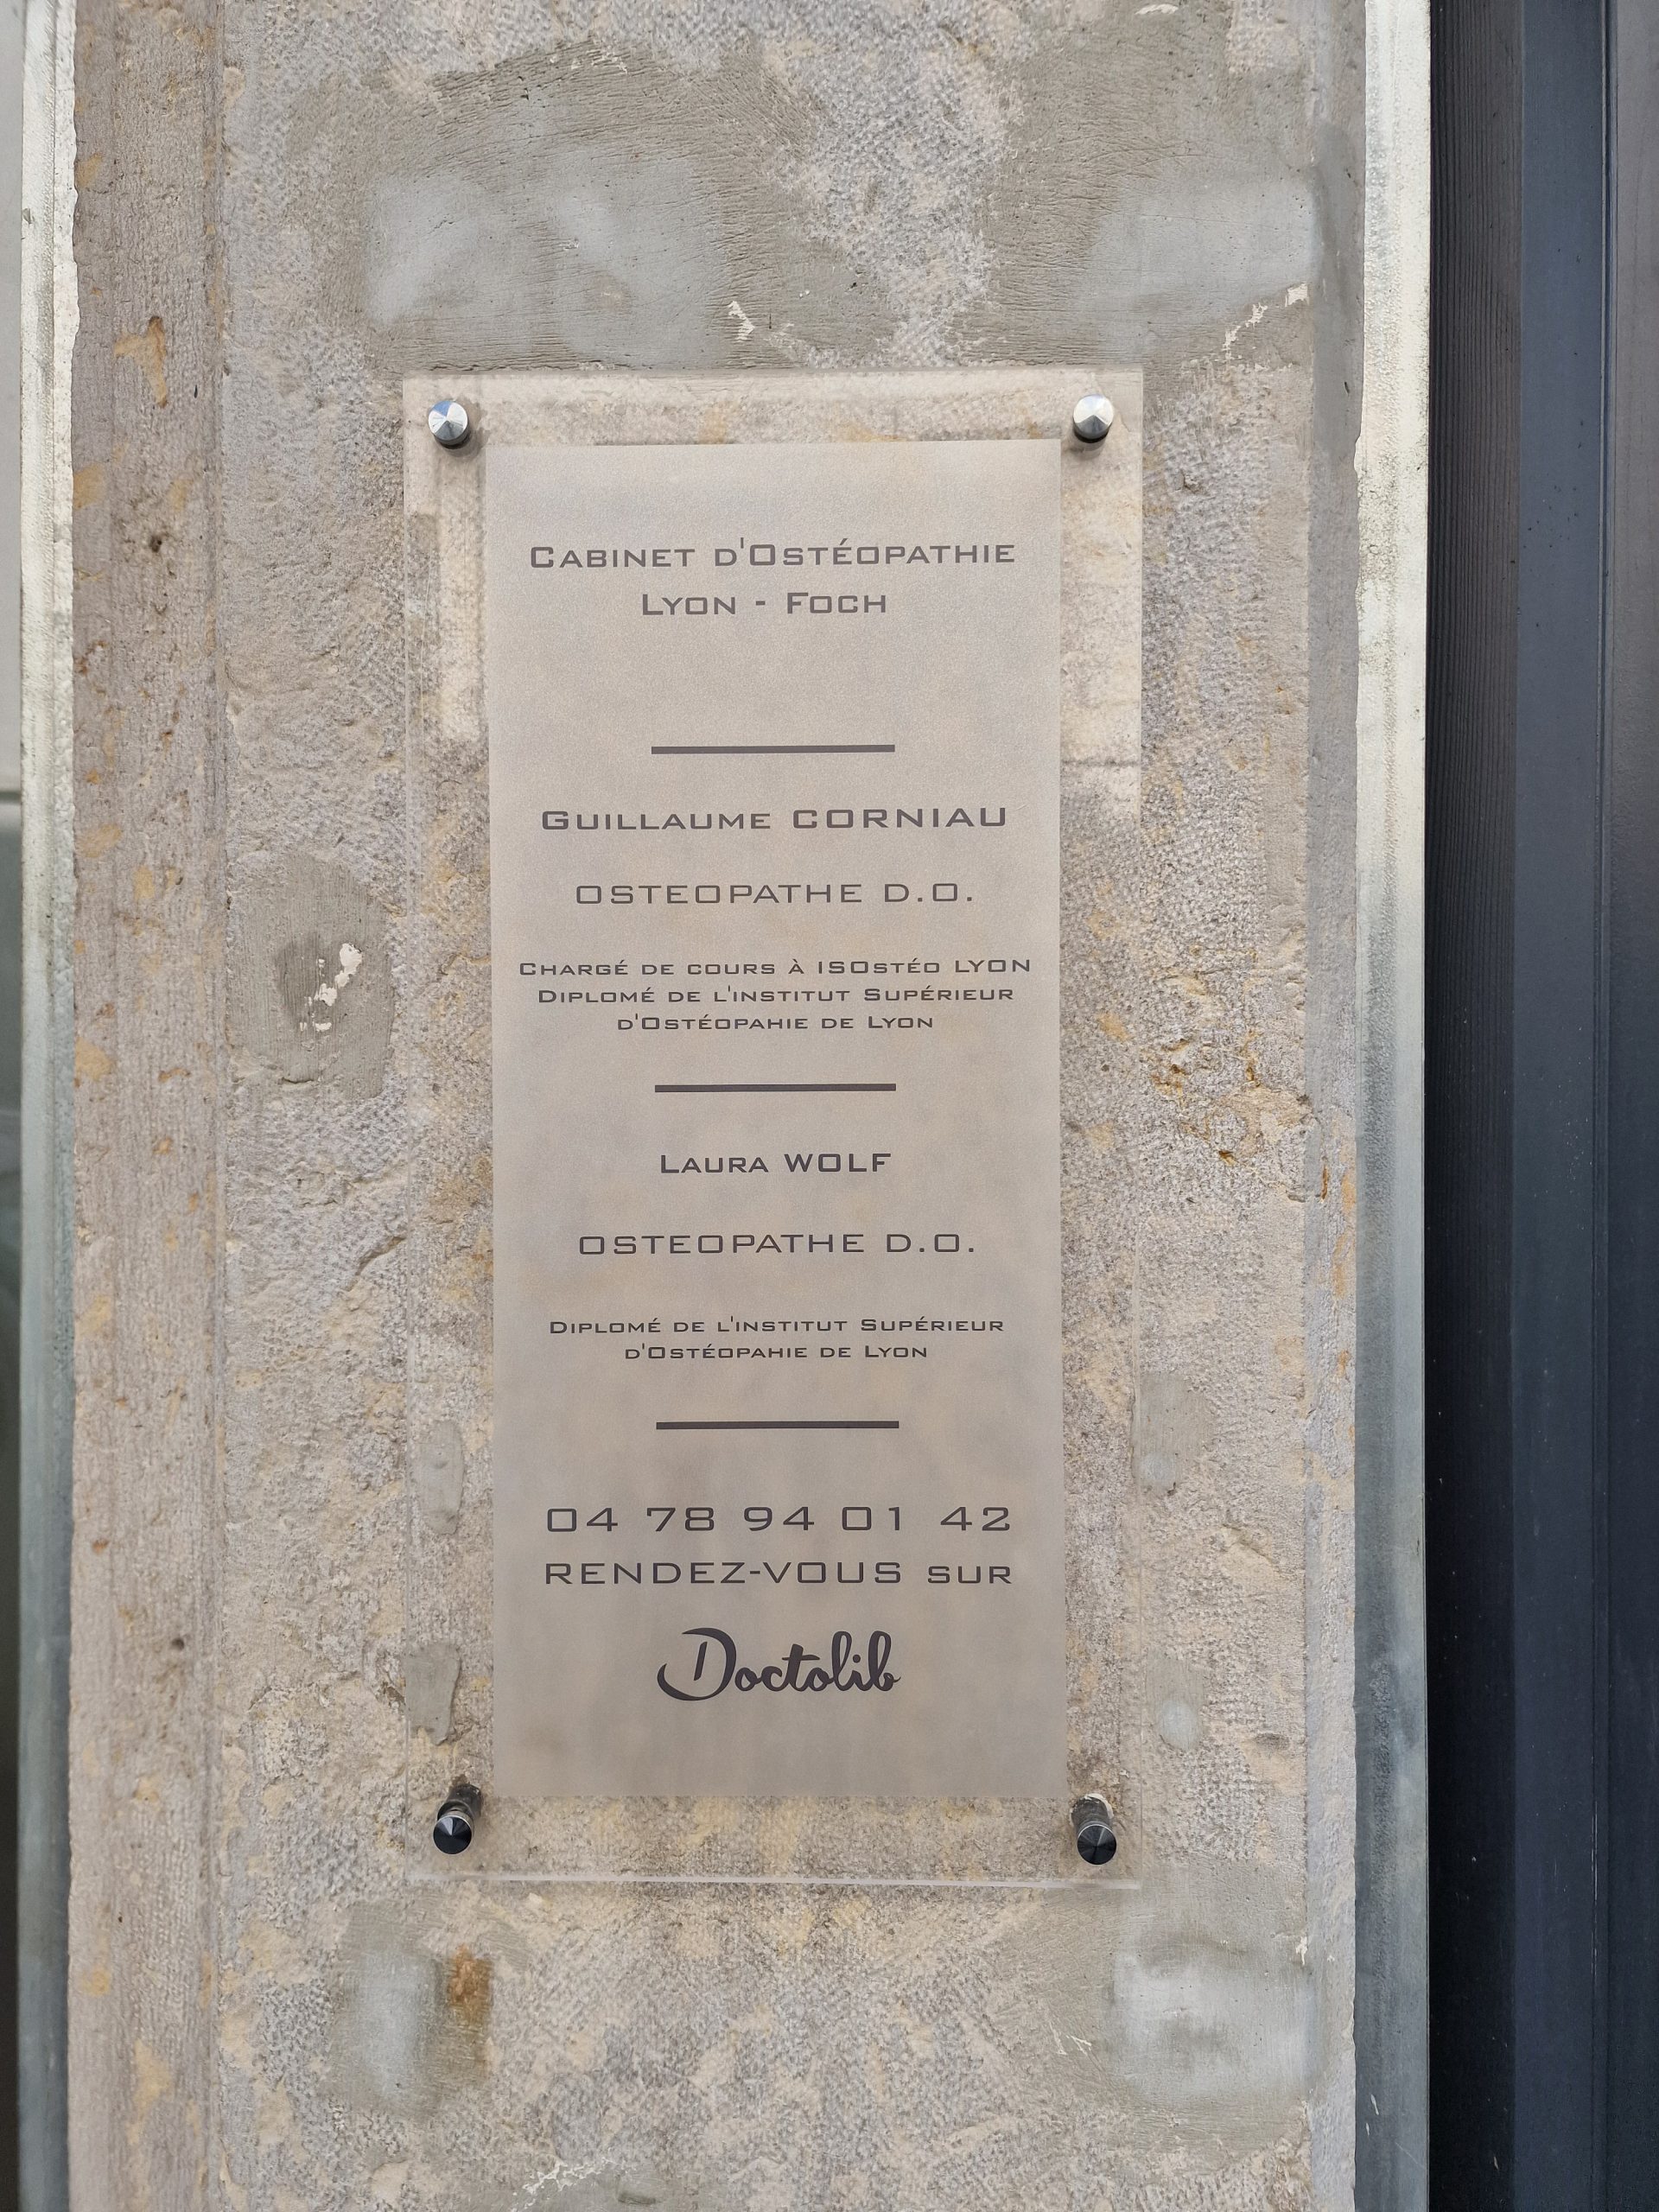 Cabinet d'Ostéopathie
Lyon - Foch
Guillaume CORNIAU
OSTEOPATHE D.O.
Chargé de cours à ISOstéo LYON
Diplomé de l'institut Supérieur
d'Ostéopahie de Lyon
Laura WOLF
OSTEOPATHE D.O.
Diplomé de l'institut Supérieur
d'Ostéopahie de Lyon
04 78 94 01 42
RENDEZ-VOUS sur
Doctolib